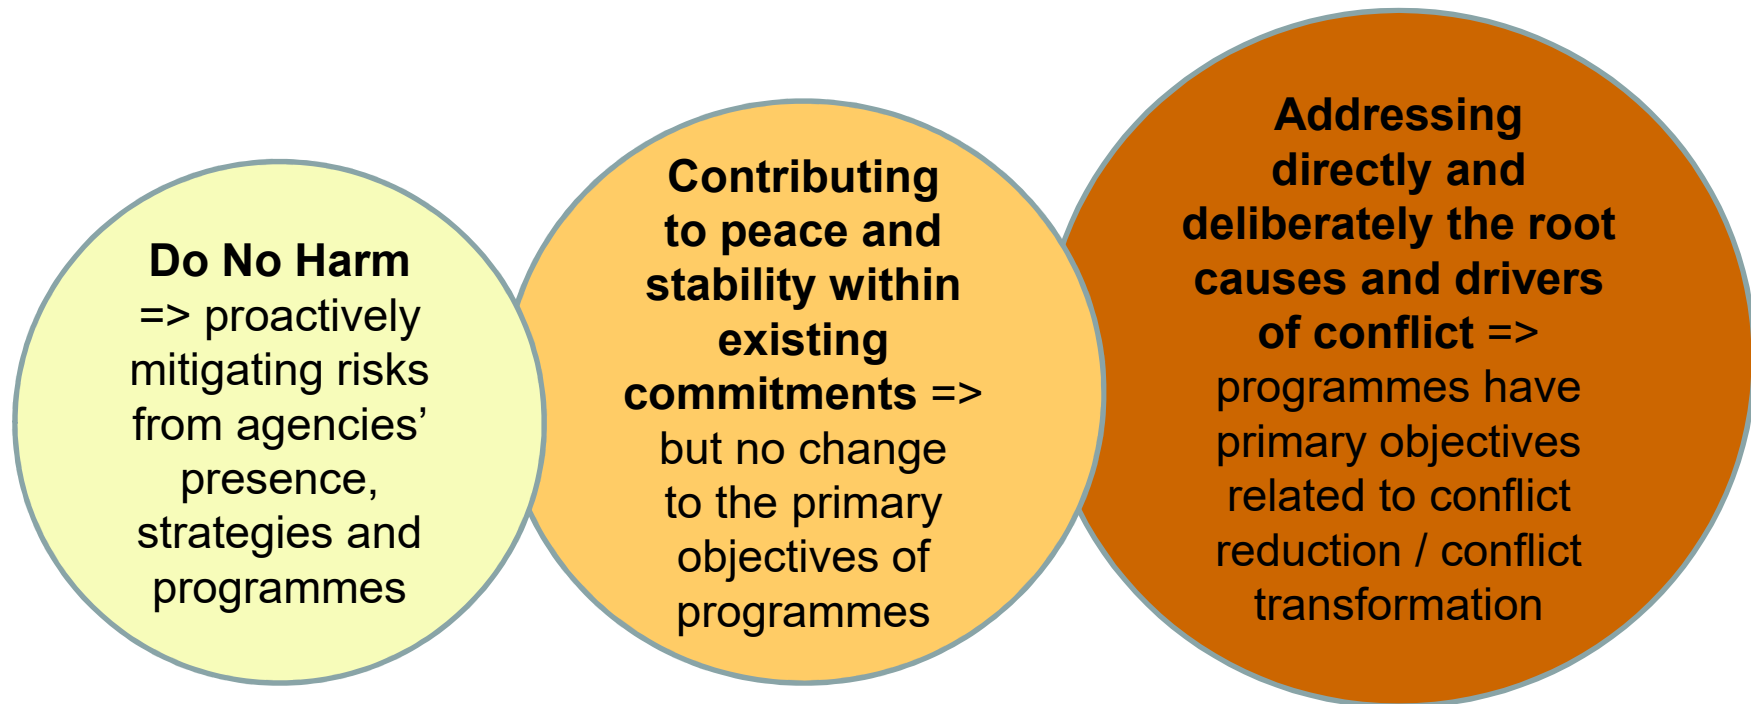 Do No Harm
=> proactively
mitigating risks
from agencies’
presence,
strategies and
programmes
Contributing
to peace and
stability within
existing
commitments =>
but no change
to the primary
objectives of
programmes
Addressing
directly and
deliberately the root
causes and drivers
of conflict =>
programmes have
primary objectives
related to conflict
reduction / conflict
transformation